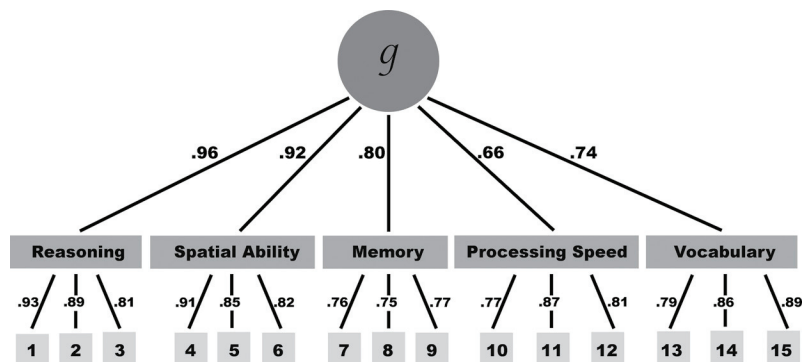 g
.96 .92 .80 .66 .74
Reasoning Spatial Ability Memory Processing Speed Vocabulary
.93 .89 .81 .91 .85 .82 .76 .75 .77 .77 .87 .81 .79 .86 .89
1 2 3 4 5 6 7 8 9 10 11 12 13 14 15